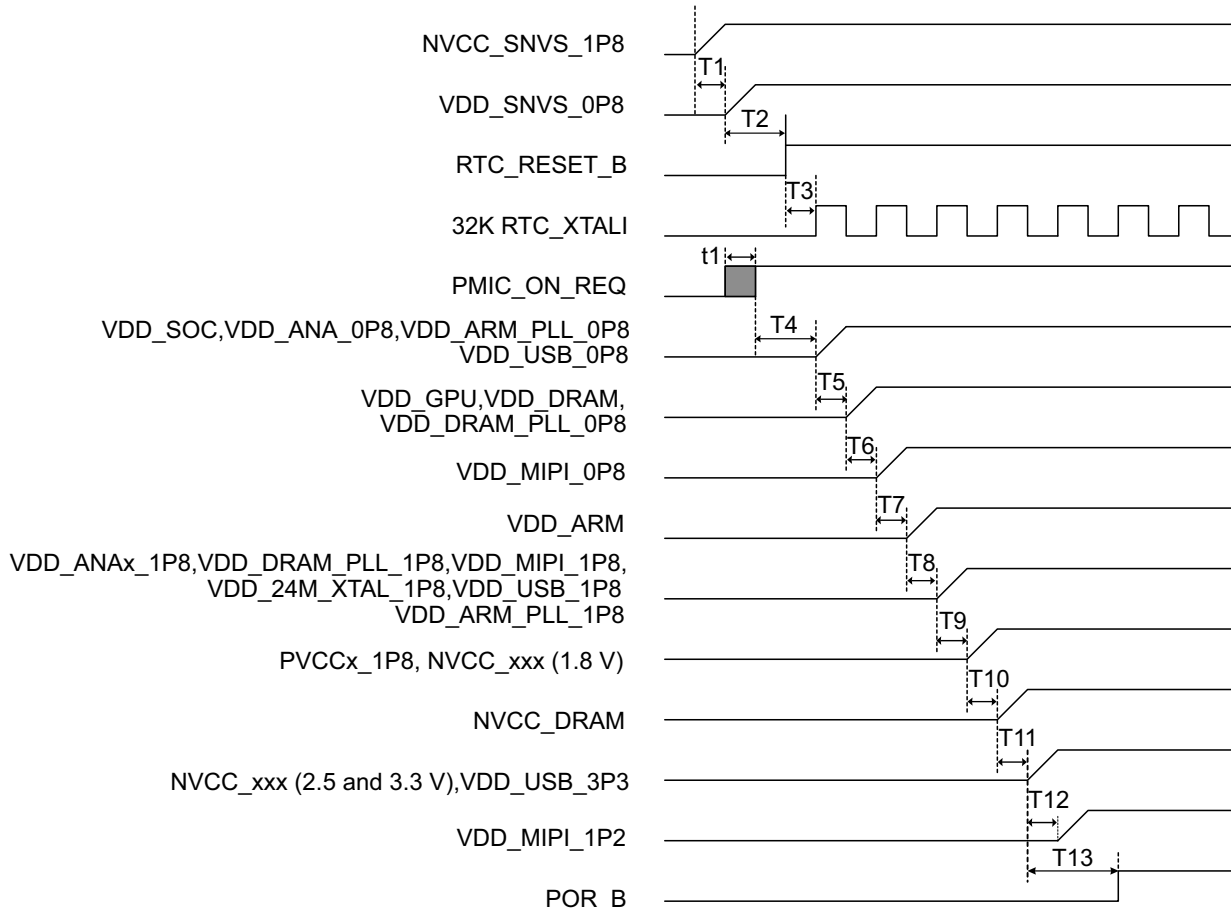 NVCC_SNVS_1P8
T1
VDD_SNVS_0P8
T2
RTC_RESET_B
T3
32K RTC_XTALI
t1
PMIC_ON_REQ
T4
VDD_SOC,VDD_ANA_0P8,VDD_ARM_PLL_0P8
VDD_USB_0P8
T5
VDD_GPU,VDD_DRAM,
VDD_DRAM_PLL_0P8
T6
VDD_MIPI_0P8
T7
VDD_ARM
T8
VDD_ANAx_1P8,VDD_DRAM_PLL_1P8,VDD_MIPI_1P8,
VDD_24M_XTAL_1P8,VDD_USB_1P8
VDD_ARM_PLL_1P8
T9
PVCCx_1P8, NVCC_xxx (1.8 V)
T10
NVCC_DRAM
T11
NVCC_xxx (2.5 and 3.3 V),VDD_USB_3P3
T12
VDD_MIPI_1P2
T13
POR_B